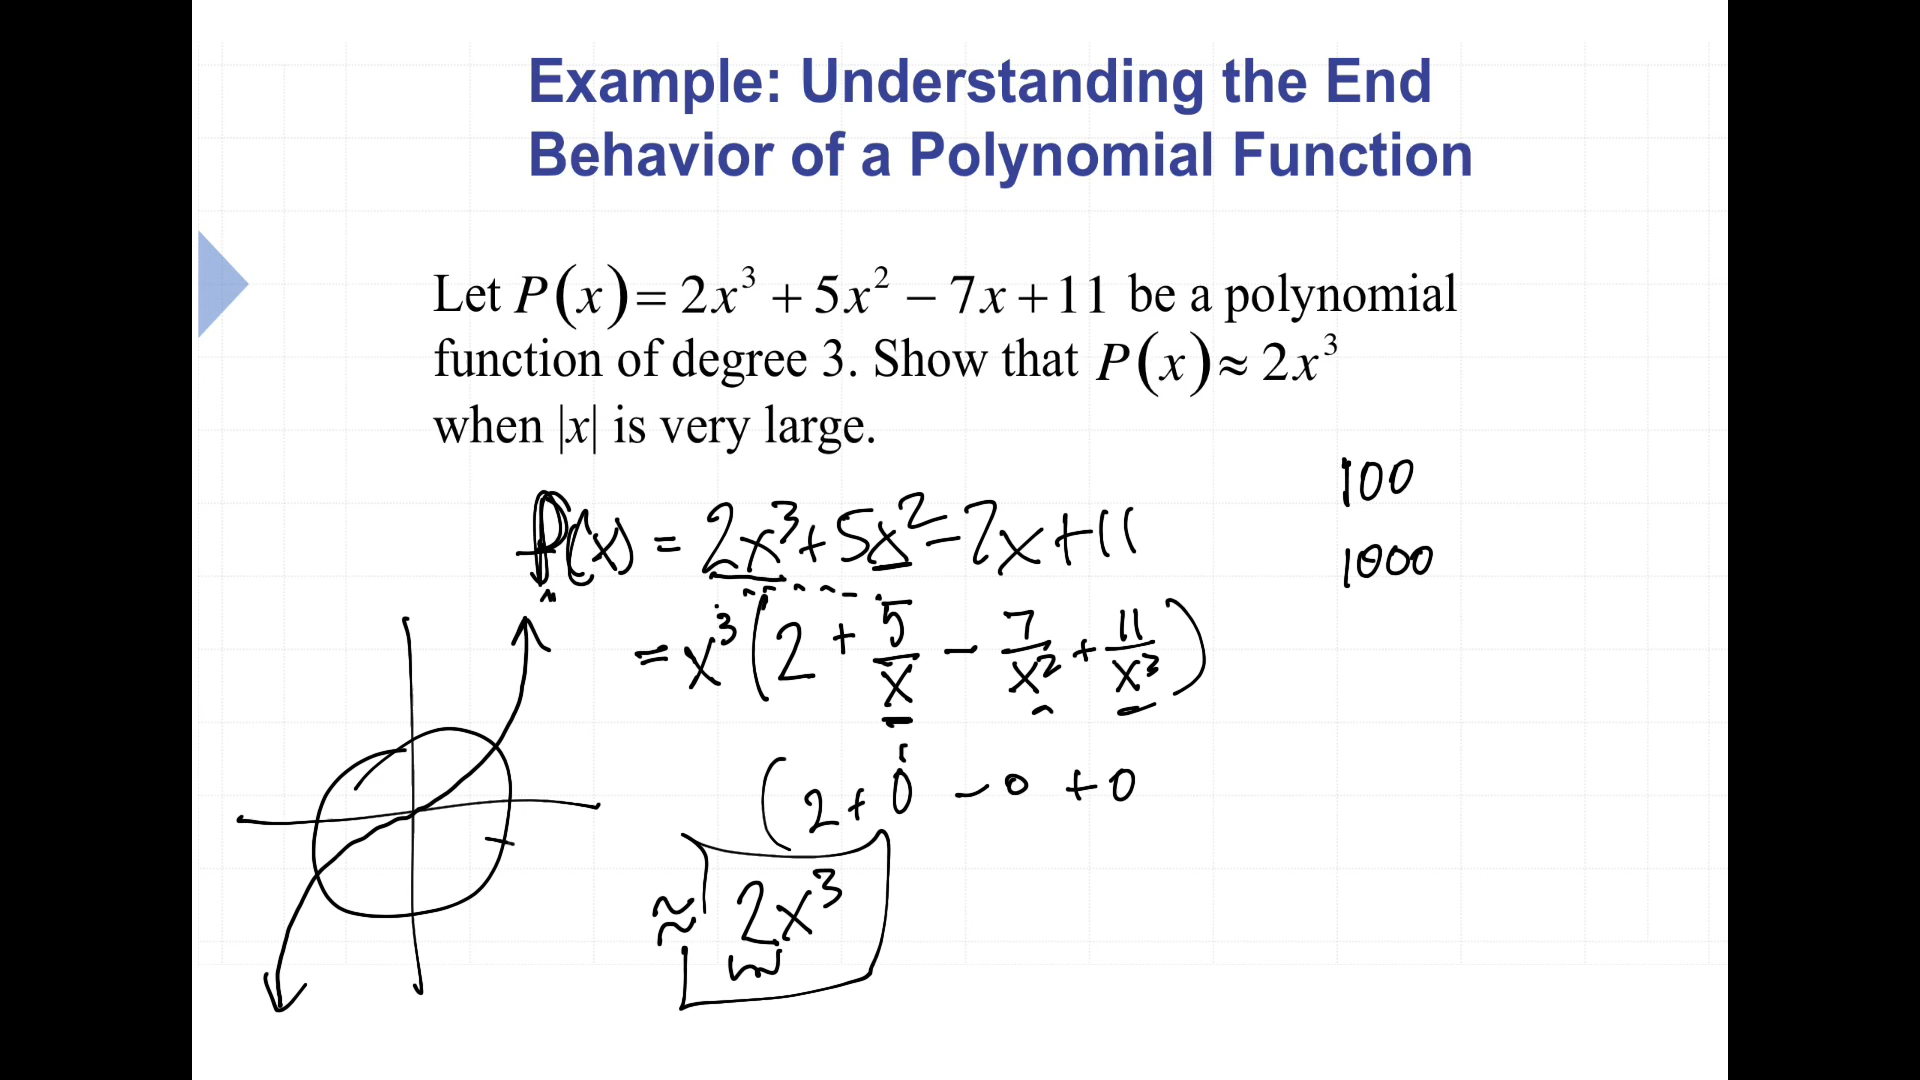 Example: Understanding the End
Behavior of a Polynomial Function
Let P(x) = 2x³ + 5x² − 7x + 11 be a polynomial
function of degree 3. Show that P(x) ≈ 2x³
when |x| is very large.
100
P(x) = 2x³ + 5x² − 7x + 11
1000
= x³(2 + 5/x − 7/x² + 11/x³)
(2 + 0 − 0 + 0
≈ 2x³